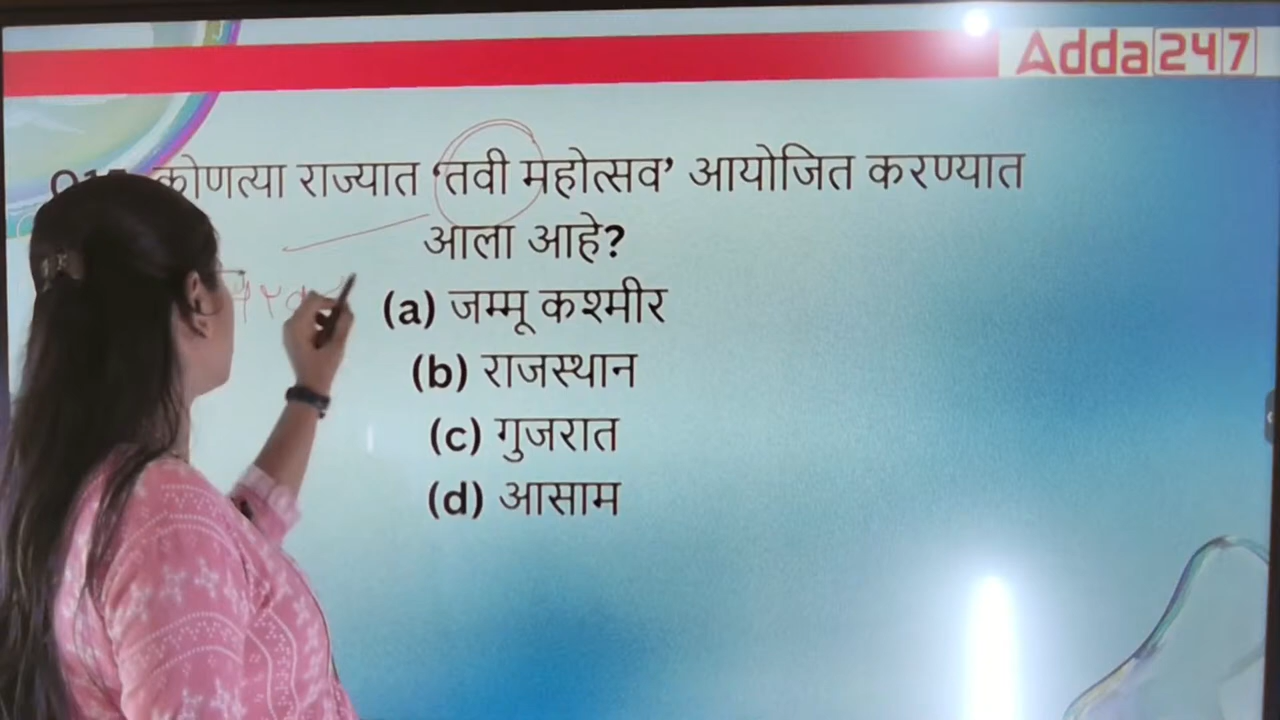 Adda247
कोणत्या राज्यात ‘तवी महोत्सव’ आयोजित करण्यात
आला आहे?
(a) जम्मू कश्मीर
(b) राजस्थान
(c) गुजरात
(d) आसाम